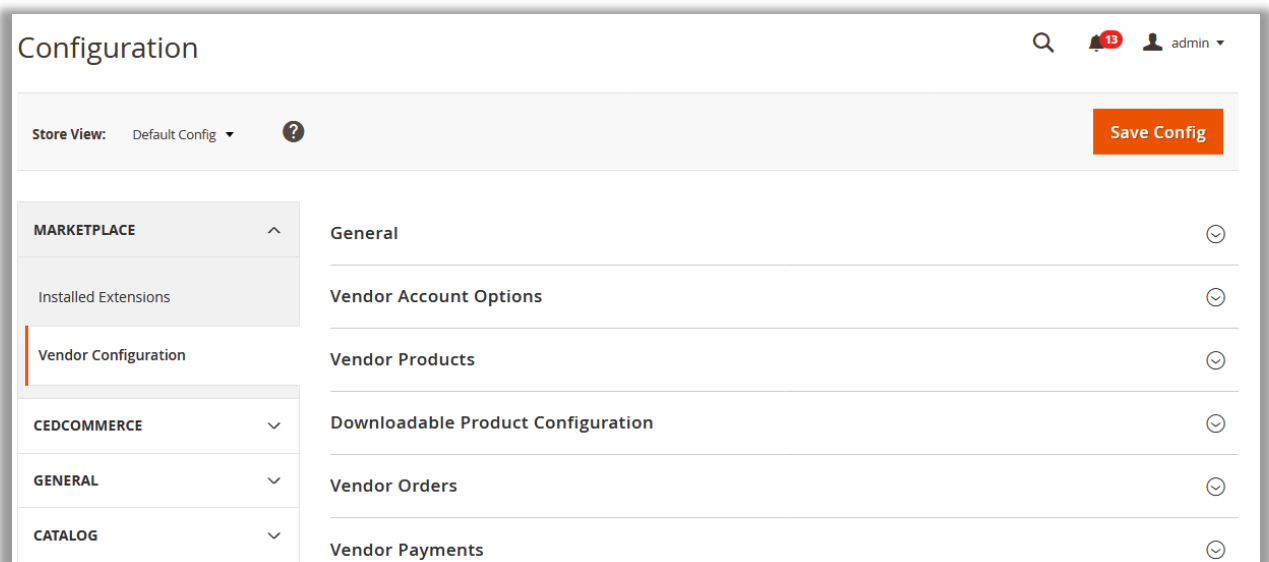 Configuration
13
admin
Store View: Default Config ?
Save Config
MARKETPLACE
Installed Extensions
Vendor Configuration
CEDCOMMERCE
GENERAL
CATALOG
General
Vendor Account Options
Vendor Products
Downloadable Product Configuration
Vendor Orders
Vendor Payments